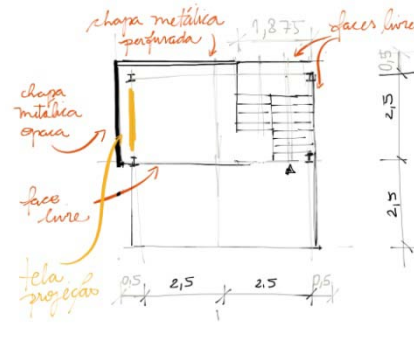 chapa metálica
perfurada
1,875
faces livre
0,5
2,5
2,5
chapa
metálica
opaca
face
livre
tela
projeção
0,5
2,5
2,5
0,5